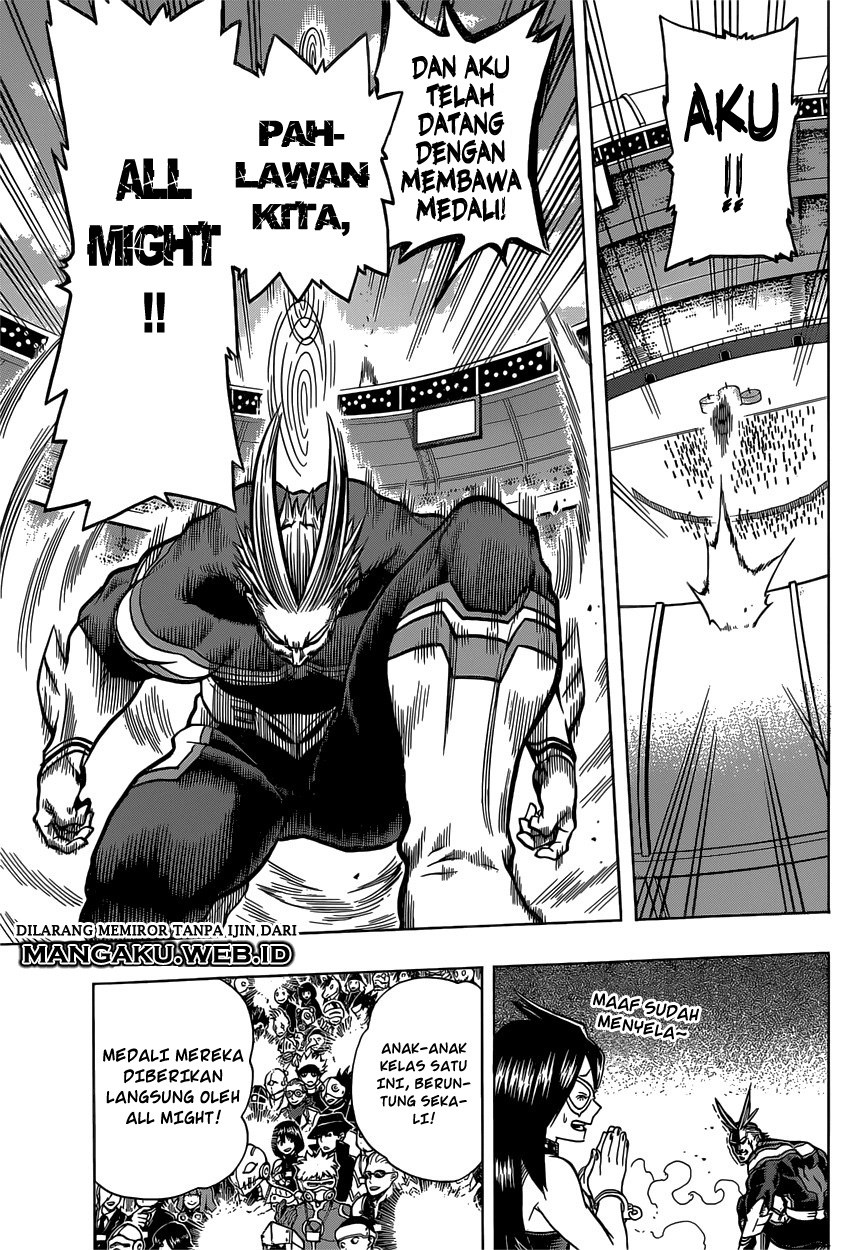 AKU
!!
DAN AKU
TELAH
DATANG
DENGAN
MEMBAWA
MEDALI!
PAH-
LAWAN
KITA,
ALL
MIGHT
!!
DILARANG MEMIROR TANPA IJIN DARI
MANGAKU.WEB.ID
MAAF SUDAH
MENYELA~
ANAK-ANAK
KELAS SATU
INI, BERUN-
TUNG SEKA-
LI!
MEDALI MEREKA
DIBERIKAN
LANGSUNG OLEH
ALL MIGHT!